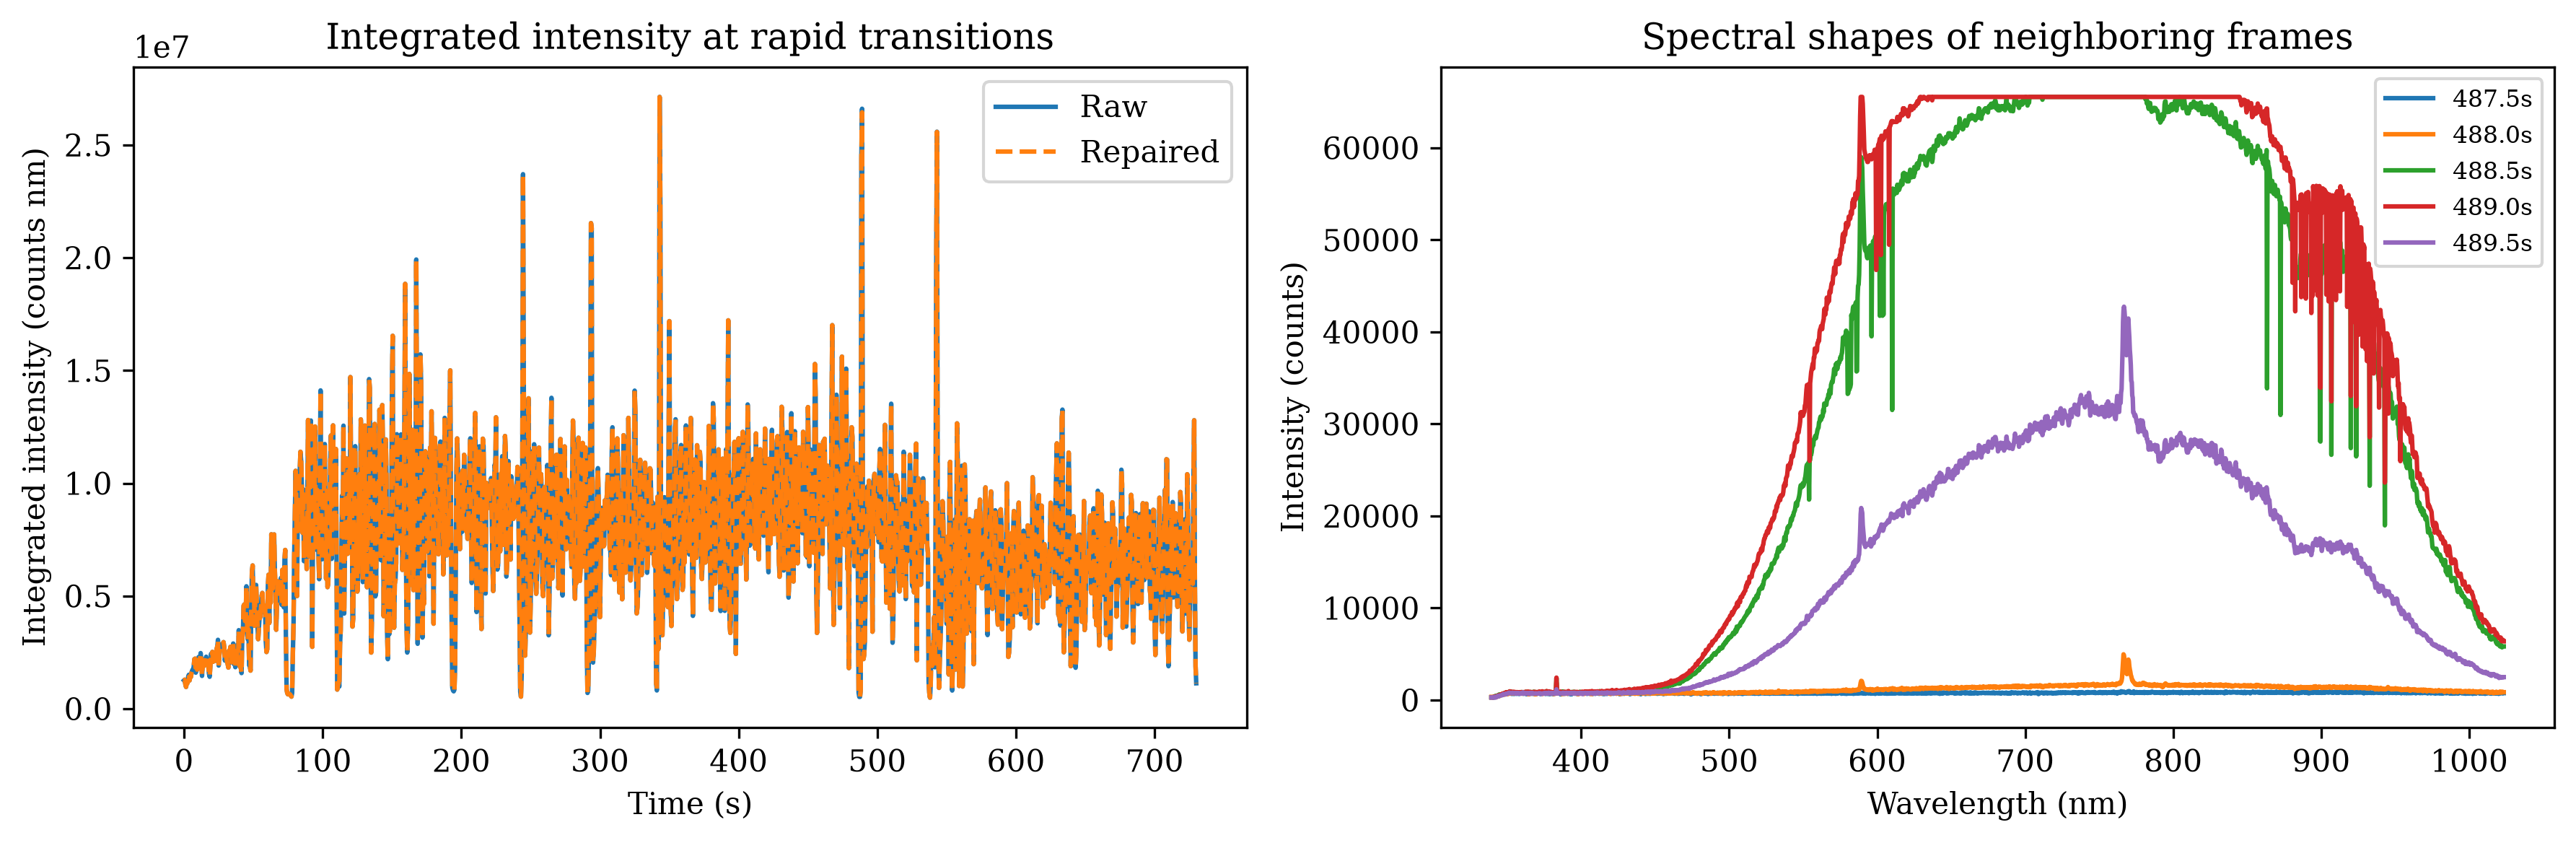 Integrated intensity at rapid transitions
1e7
Integrated intensity (counts nm)
2.5
2.0
1.5
1.0
0.5
0.0
Raw
Repaired
0 100 200 300 400 500 600 700
Time (s)
Spectral shapes of neighboring frames
Intensity (counts)
60000
50000
40000
30000
20000
10000
0
487.5s
488.0s
488.5s
489.0s
489.5s
400 500 600 700 800 900 1000
Wavelength (nm)